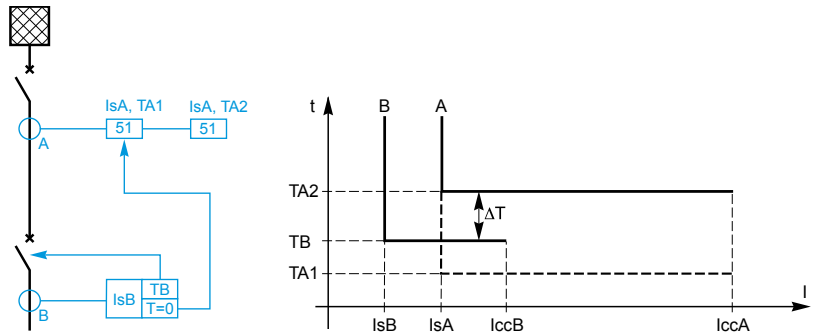 IsA, TA1 IsA, TA2
51 51
A
IsB TB
T=0
B
t B A
TA2
ΔT
TB
TA1
I
IsB IsA IccB IccA